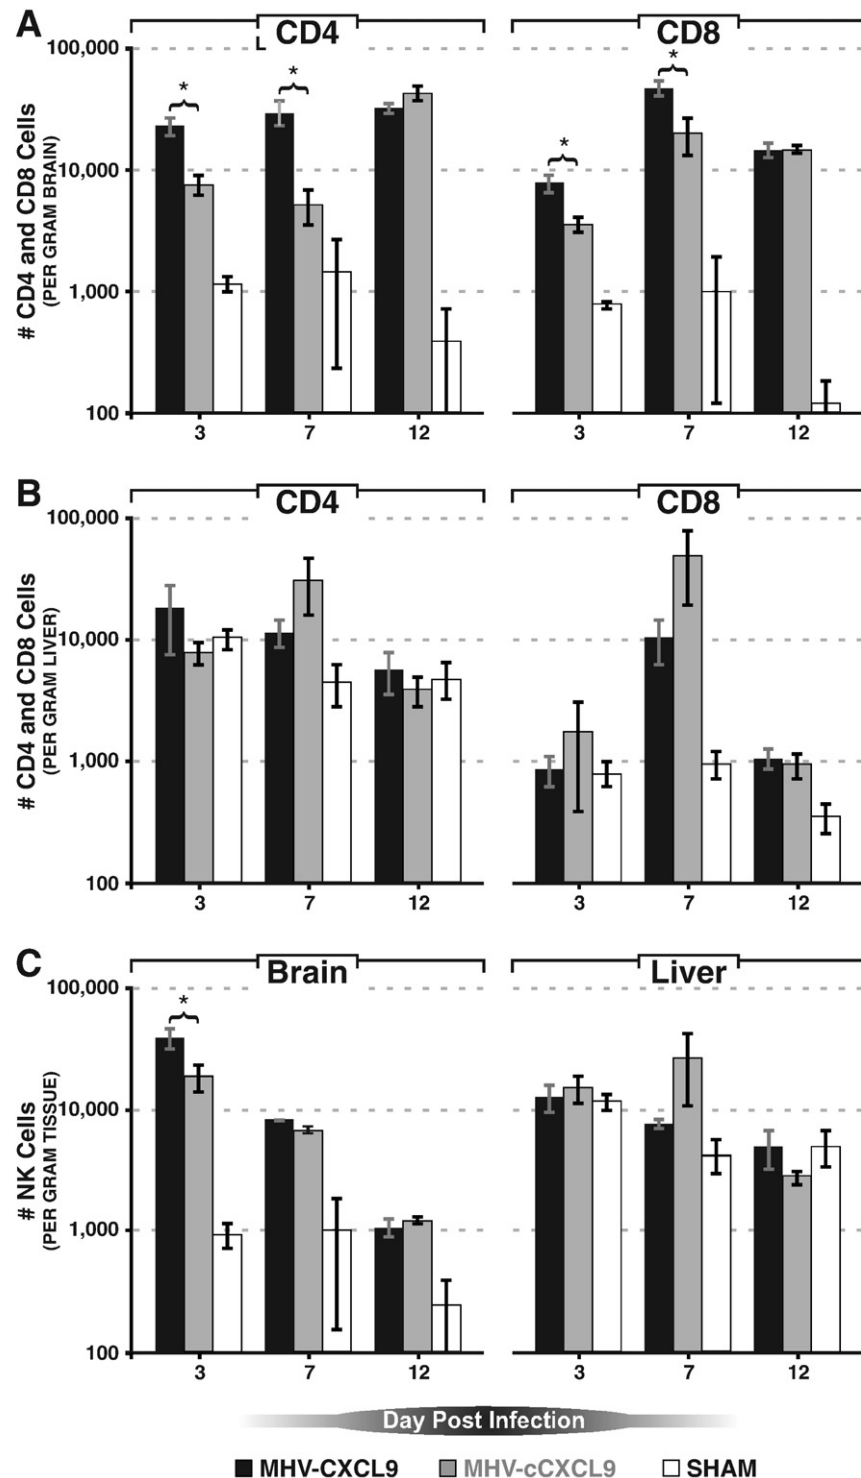 A
CD4
CD8
# CD4 and CD8 Cells
(PER GRAM BRAIN)
100,000
10,000
1,000
100
*
*
*
*
3
7
12
3
7
12
B
CD4
CD8
# CD4 and CD8 Cells
(PER GRAM LIVER)
100,000
10,000
1,000
100
3
7
12
3
7
12
C
Brain
Liver
# NK Cells
(PER GRAM TISSUE)
100,000
10,000
1,000
100
*
3
7
12
3
7
12
Day Post Infection
MHV-CXCL9
MHV-cCXCL9
SHAM